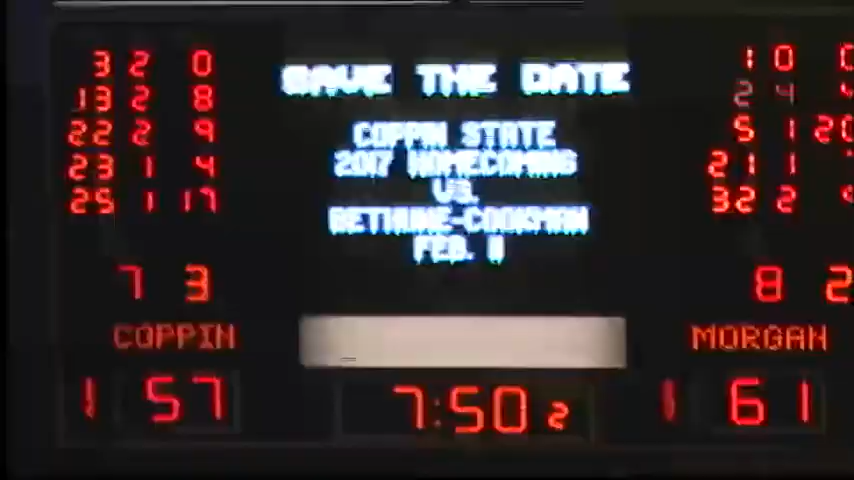 SAVE THE DATE
COPPIN STATE
2017 HOMECOMING
VS.
BETHUNE-COOKMAN
FEB. 11
3 2 0
13 2 8
22 2 9
23 1 4
25 1 17
1 0
2 4
5 1 20
21 1
32 2
7 3
8 2
COPPIN
MORGAN
1 57
7:50 2
1 61